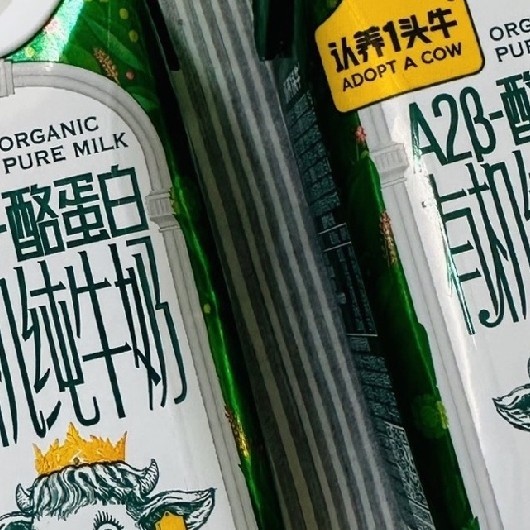 ORGANIC
PURE MILK
-酪蛋白
机纯牛奶
认养1头牛
ADOPT A COW
ORG
PURE
A2β-酪
有机